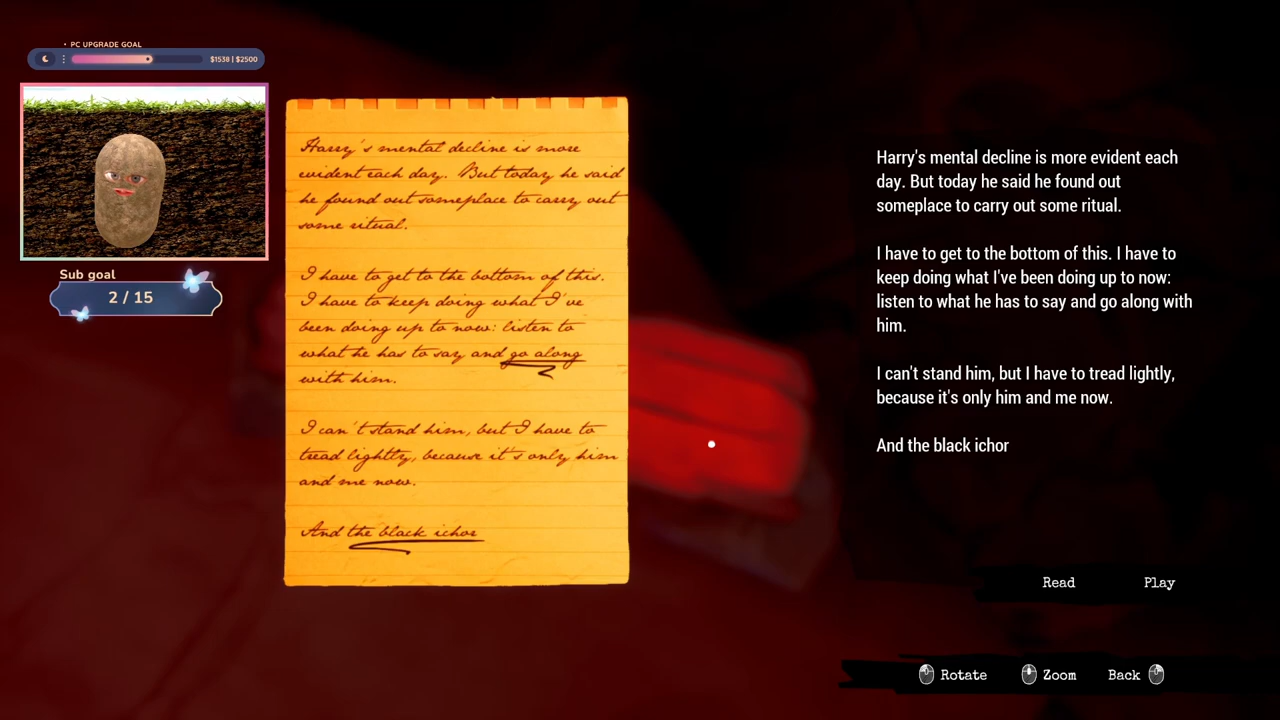 • PC UPGRADE GOAL
$1538 | $2500
Sub goal
2 / 15
Harry's mental decline is more
evident each day. But today he said
he found out someplace to carry out
some ritual.
I have to get to the bottom of this.
I have to keep doing what I've
been doing up to now: listen to
what he has to say and go along
with him.
I can't stand him, but I have to
tread lightly, because it's only him
and me now.
And the black ichor
Harry's mental decline is more evident each
day. But today he said he found out
someplace to carry out some ritual.
I have to get to the bottom of this. I have to
keep doing what I've been doing up to now:
listen to what he has to say and go along with
him.
I can't stand him, but I have to tread lightly,
because it's only him and me now.
And the black ichor
Read Play
Rotate Zoom Back